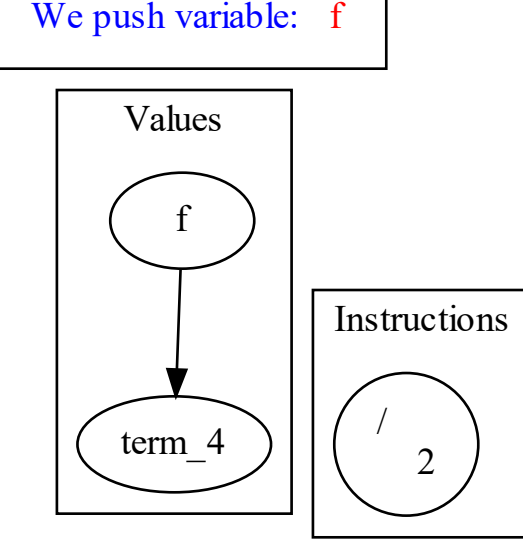 We push variable: f
Values
f
term_4
Instructions
/
2